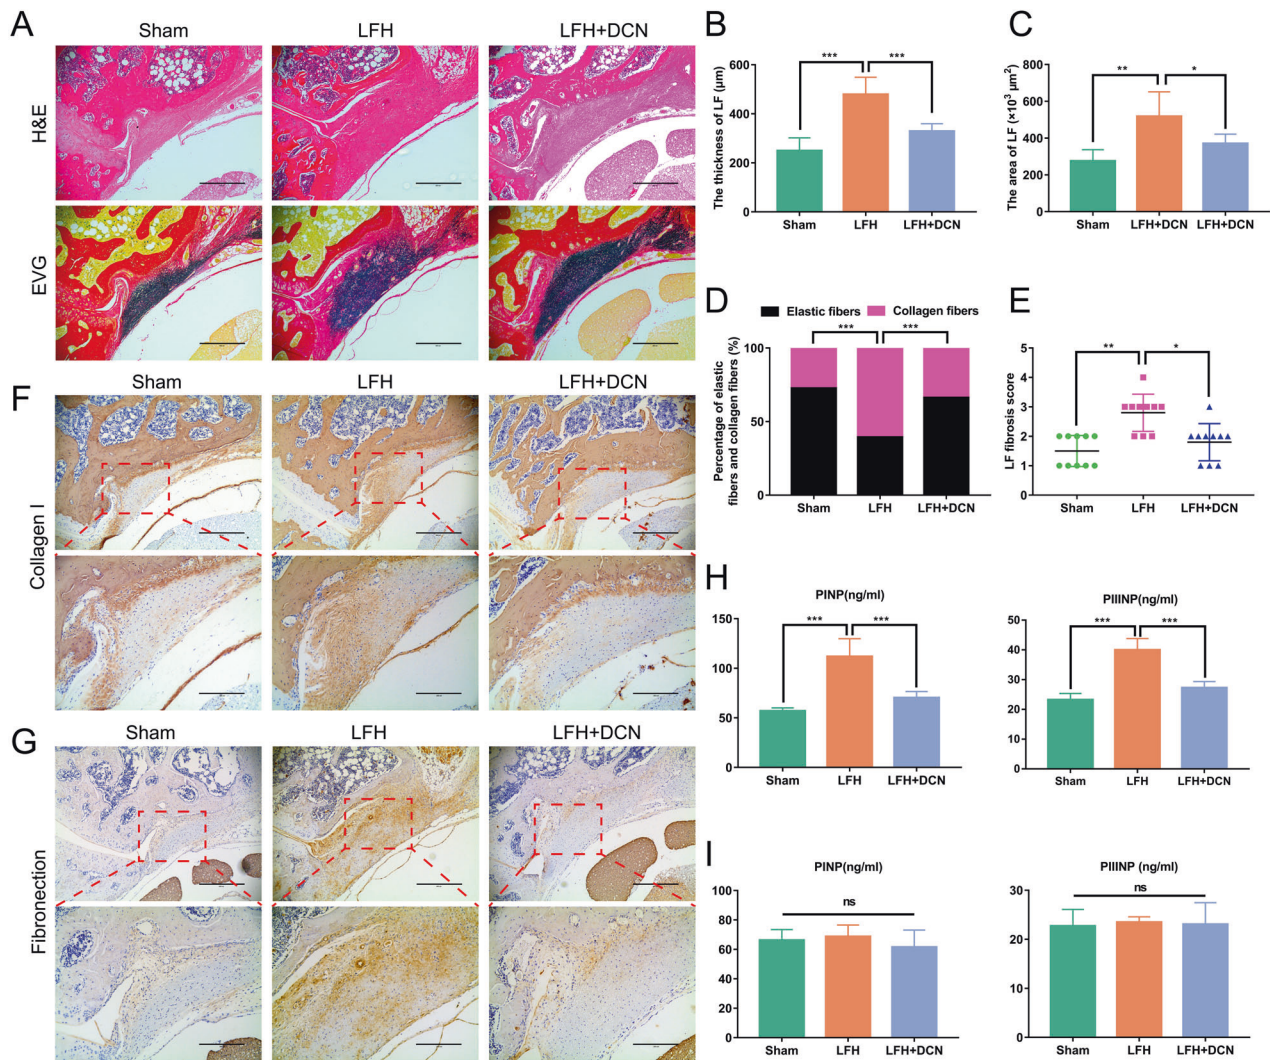 A
Sham
LFH
LFH+DCN
H&E
EVG
B
The thickness of LF (μm)
600
400
200
0
***
***
Sham
LFH
LFH+DCN
C
The area of LF (×10³ μm²)
800
600
400
200
0
**
*
Sham
LFH+DCN
LFH+DCN
D
Elastic fibers
Collagen fibers
Percentage of elastic
fibers and collagen fibers (%)
100
50
0
***
***
Sham
LFH
LFH+DCN
E
LF fibrosis score
5
4
3
2
1
0
**
*
Sham
LFH
LFH+DCN
F
Sham
LFH
LFH+DCN
Collagen I
G
Sham
LFH
LFH+DCN
Fibronection
H
PINP(ng/ml)
150
100
50
0
***
***
Sham
LFH
LFH+DCN
PIIINP(ng/ml)
50
40
30
20
10
0
***
***
Sham
LFH
LFH+DCN
I
PINP(ng/ml)
100
80
60
40
20
0
ns
Sham
LFH
LFH+DCN
PIIINP (ng/ml)
30
20
10
0
ns
Sham
LFH
LFH+DCN